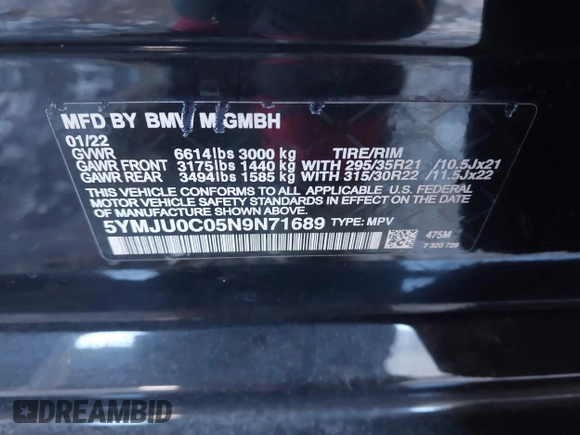 MFD BY BMW M GMBH
01/22
GVWR 6614lbs 3000 kg TIRE/RIM
GAWR FRONT 3175lbs 1440 kg WITH 295/35R21 /10.5Jx21
GAWR REAR 3494lbs 1585 kg WITH 315/30R22 /11.5Jx22
THIS VEHICLE CONFORMS TO ALL APPLICABLE U.S. FEDERAL
MOTOR VEHICLE SAFETY STANDARDS IN EFFECT ON THE DATE
OF MANUFACTURE SHOWN ABOVE.
5YMJU0C05N9N71689 TYPE: MPV
475M
7 320 729
DREAMBID